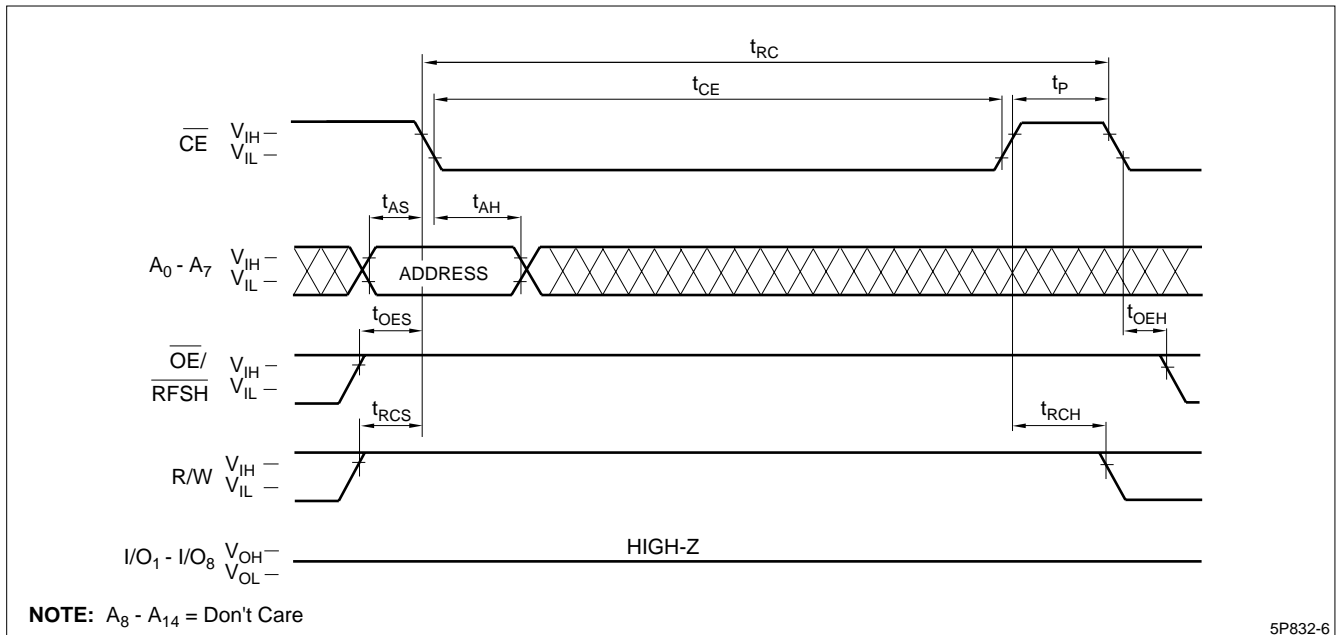 tRC
tCE
tP
CE
VIH
VIL
tAS
tAH
A0 - A7
VIH
VIL
ADDRESS
tOES
tOEH
OE/
RFSH
VIH
VIL
tRCS
tRCH
R/W
VIH
VIL
I/O1 - I/O8
VOH
VOL
HIGH-Z
NOTE: A8 - A14 = Don't Care
5P832-6